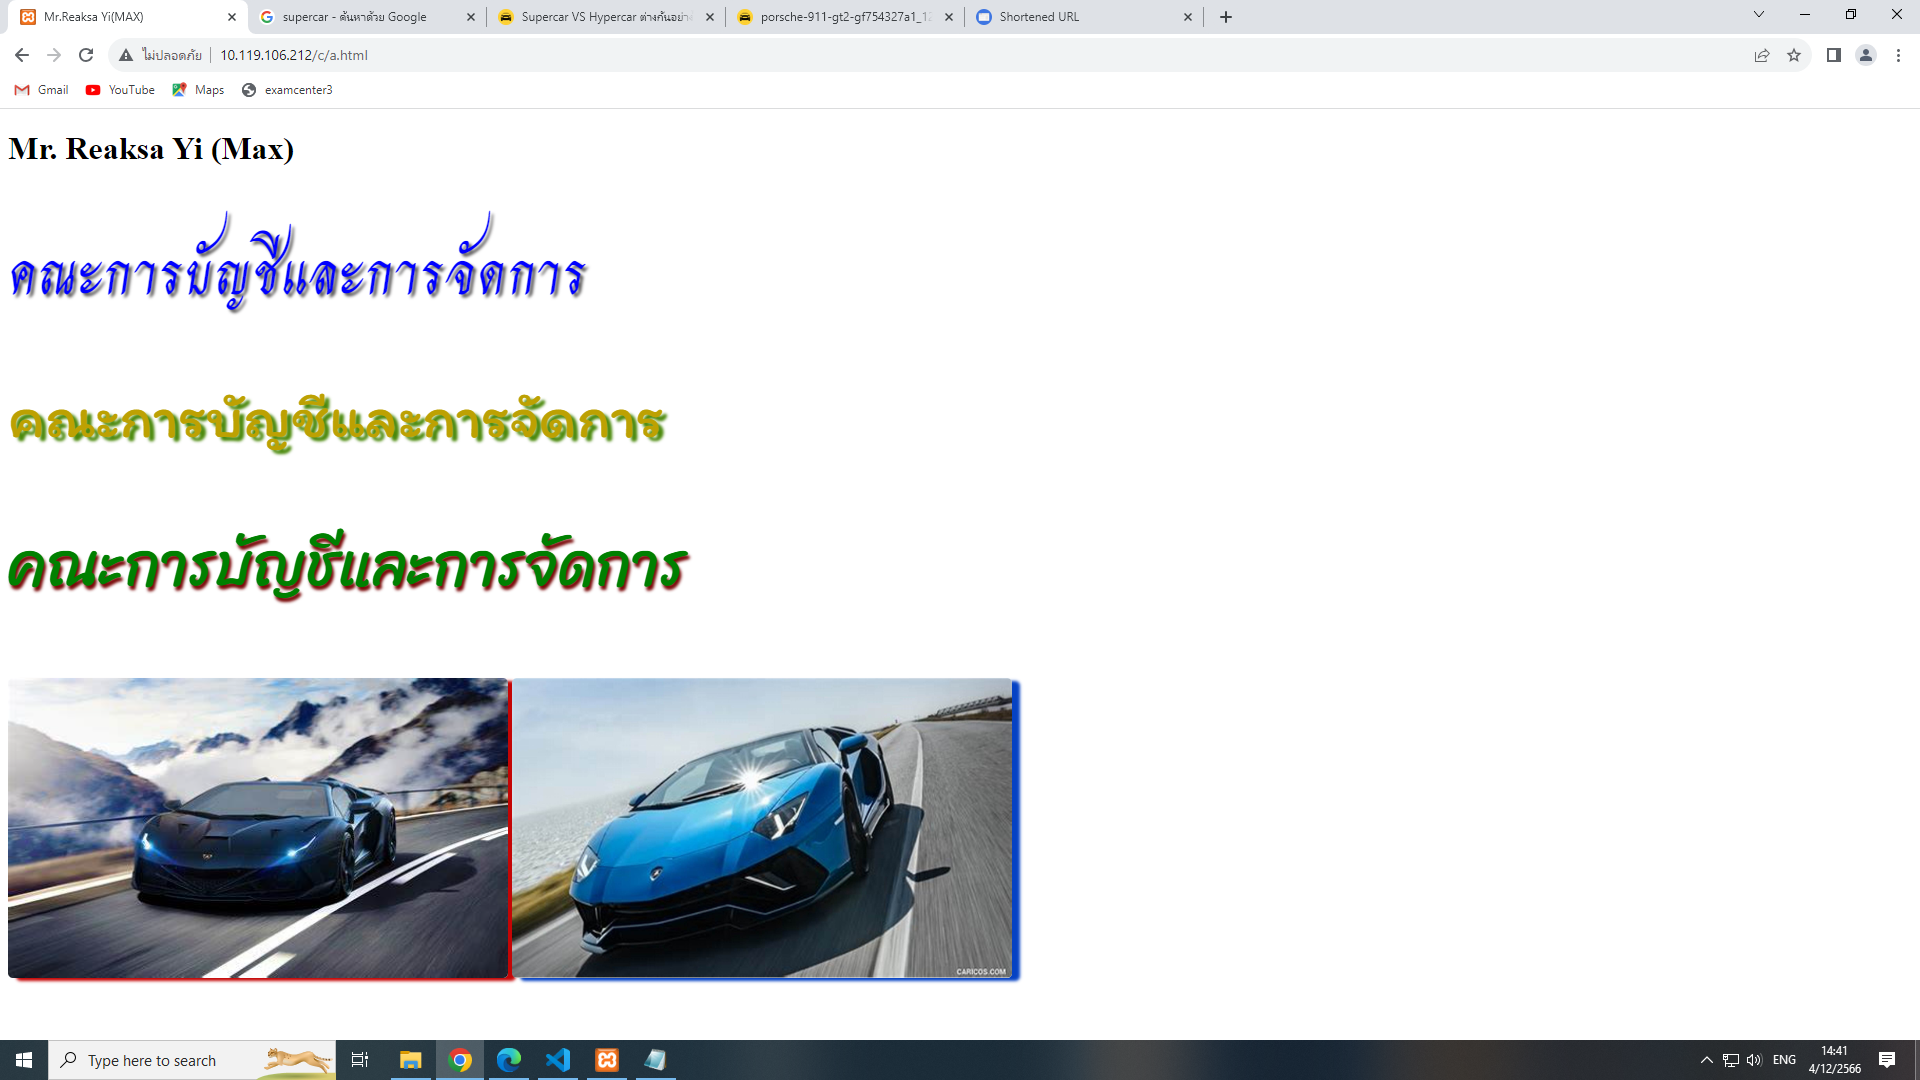 Mr.Reaksa Yi(MAX)
supercar - ค้นหาด้วย Google
Supercar VS Hypercar ต่างกันอย่า
porsche-911-gt2-gf754327a1_12
Shortened URL
ไม่ปลอดภัย
10.119.106.212/c/a.html
Gmail
YouTube
Maps
examcenter3
Mr. Reaksa Yi (Max)
คณะการบัญชีและการจัดการ
คณะการบัญชีและการจัดการ
คณะการบัญชีและการจัดการ
CARICOS.COM
Type here to search
ENG
14:41
4/12/2566